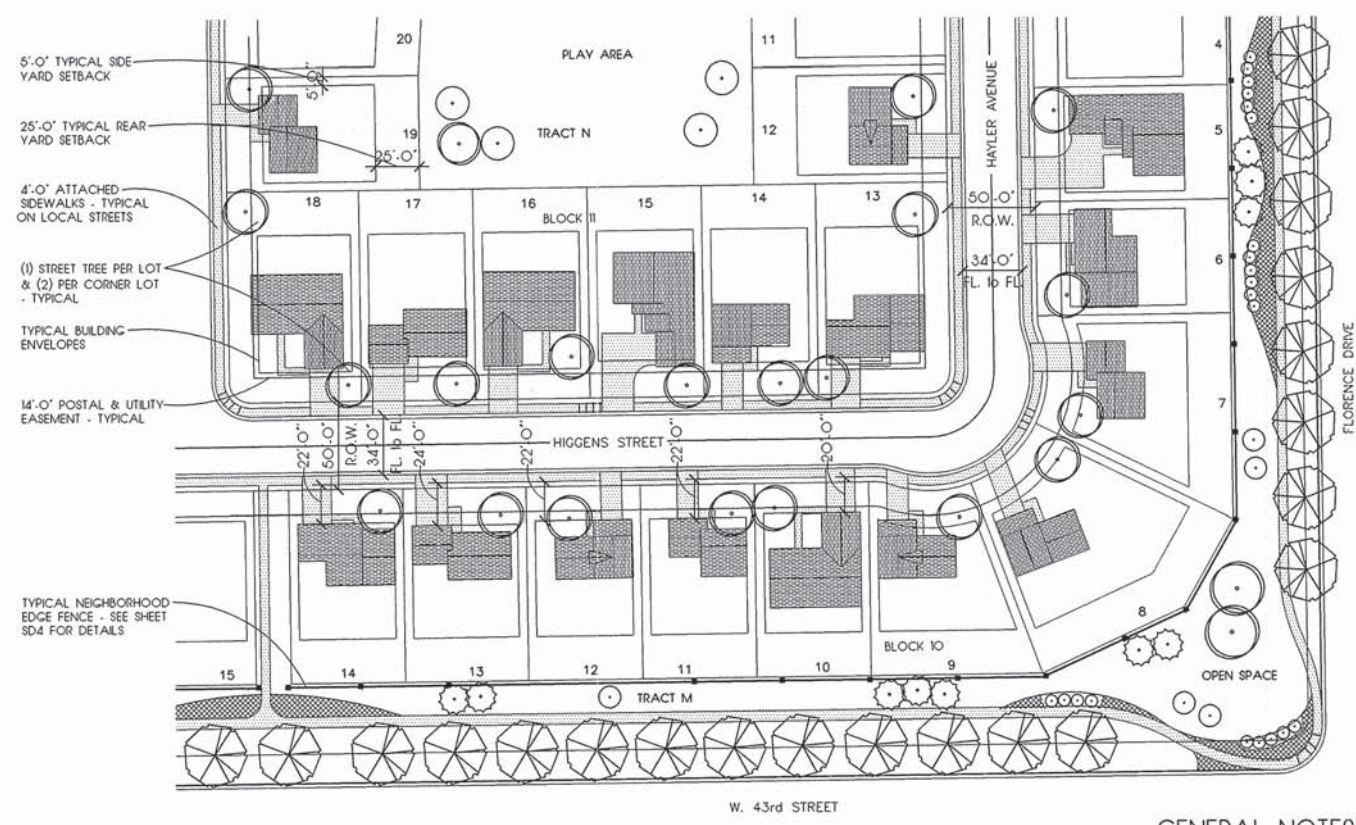 5'-0" TYPICAL SIDE
YARD SETBACK
25'-0" TYPICAL REAR
YARD SETBACK
4'-0" ATTACHED
SIDEWALKS - TYPICAL
ON LOCAL STREETS
(1) STREET TREE PER LOT
& (2) PER CORNER LOT
- TYPICAL
TYPICAL BUILDING
ENVELOPES
14'-0" POSTAL & UTILITY
EASEMENT - TYPICAL
TYPICAL NEIGHBORHOOD
EDGE FENCE - SEE SHEET
SD4 FOR DETAILS
20
5'-0"
19
25'-0"
PLAY AREA
TRACT N
11
12
HAYLER AVENUE
4
5
6
7
18
17
16
15
14
13
BLOCK 11
50'-0"
R.O.W.
34'-0"
FL. to FL.
FLORENCE DRIVE
HIGGENS STREET
22'-0"
50'-0"
R.O.W.
34'-0"
FL. to FL.
24'-0"
22'-0"
22'-0"
20'-0"
15
14
13
12
11
10
9
8
BLOCK 10
TRACT M
OPEN SPACE
W. 43rd STREET
GENERAL NOTES